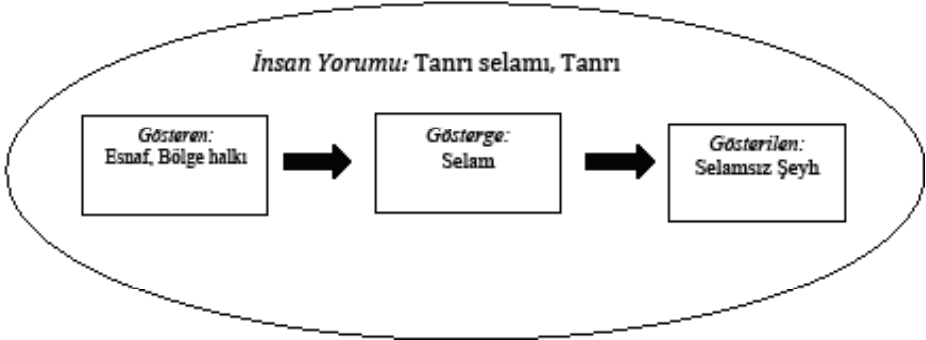 İnsan Yorumu: Tanrı selamı, Tanrı
Gösteren:
Esnaf, Bölge halkı
Gösterge:
Selam
Gösterilen:
Selamsız Şeyh